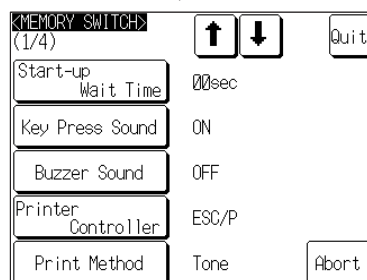 <MEMORY SWITCH>
(1/4) Quit
Start-up
Wait Time 00sec
Key Press Sound ON
Buzzer Sound OFF
Printer
Controller ESC/P
Print Method Tone Abort